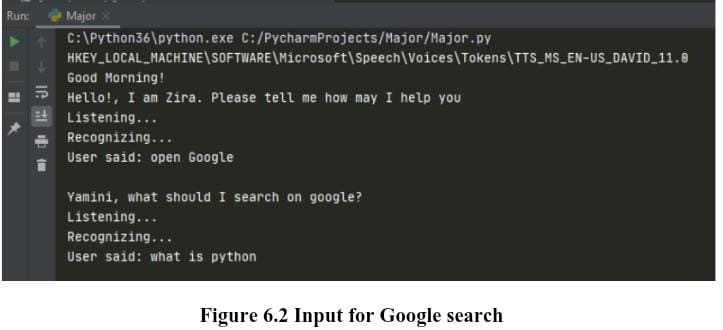 Run: Major ×
C:\Python36\python.exe C:/PycharmProjects/Major/Major.py
HKEY_LOCAL_MACHINE\SOFTWARE\Microsoft\Speech\Voices\Tokens\TTS_MS_EN-US_DAVID_11.0
Good Morning!
Hello!, I am Zira. Please tell me how may I help you
Listening...
Recognizing...
User said: open Google
Yamini, what should I search on google?
Listening...
Recognizing...
User said: what is python
Figure 6.2 Input for Google search